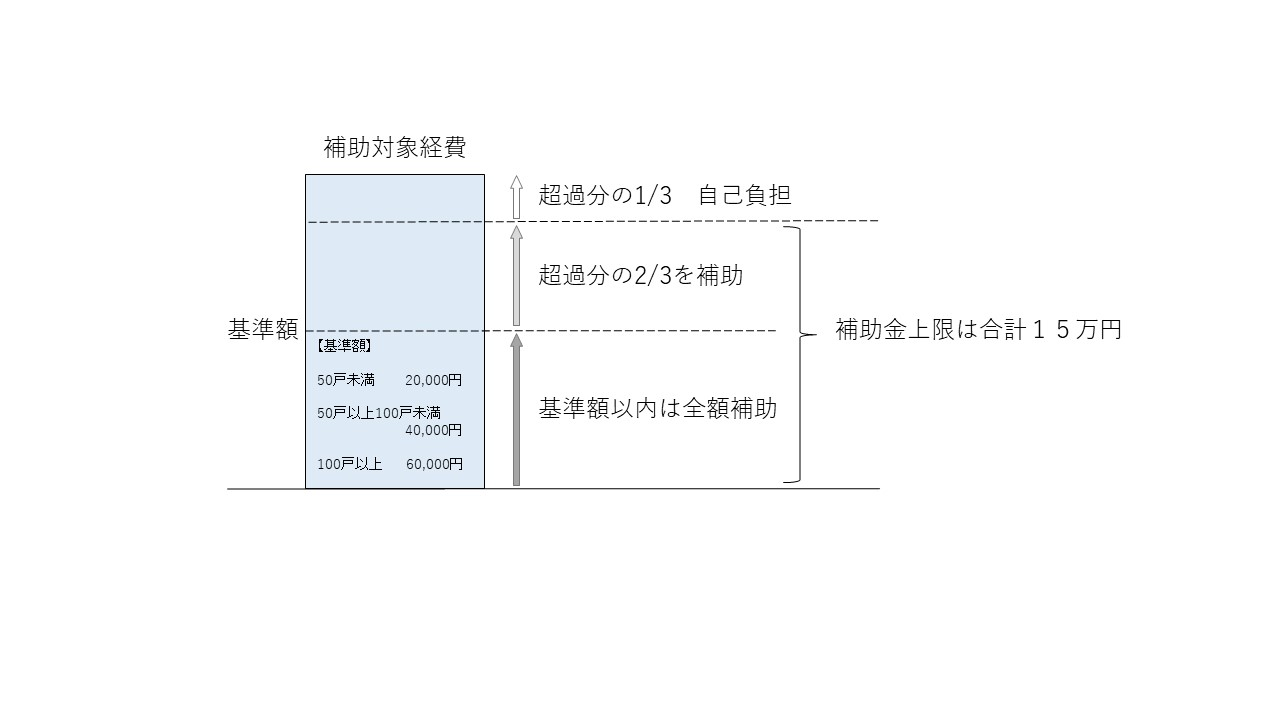 補助対象経費
超過分の1/3　自己負担
超過分の2/3を補助
基準額
補助金上限は合計１５万円
【基準額】
50戸未満　　20,000円
50戸以上100戸未満
40,000円
100戸以上　　60,000円
基準額以内は全額補助